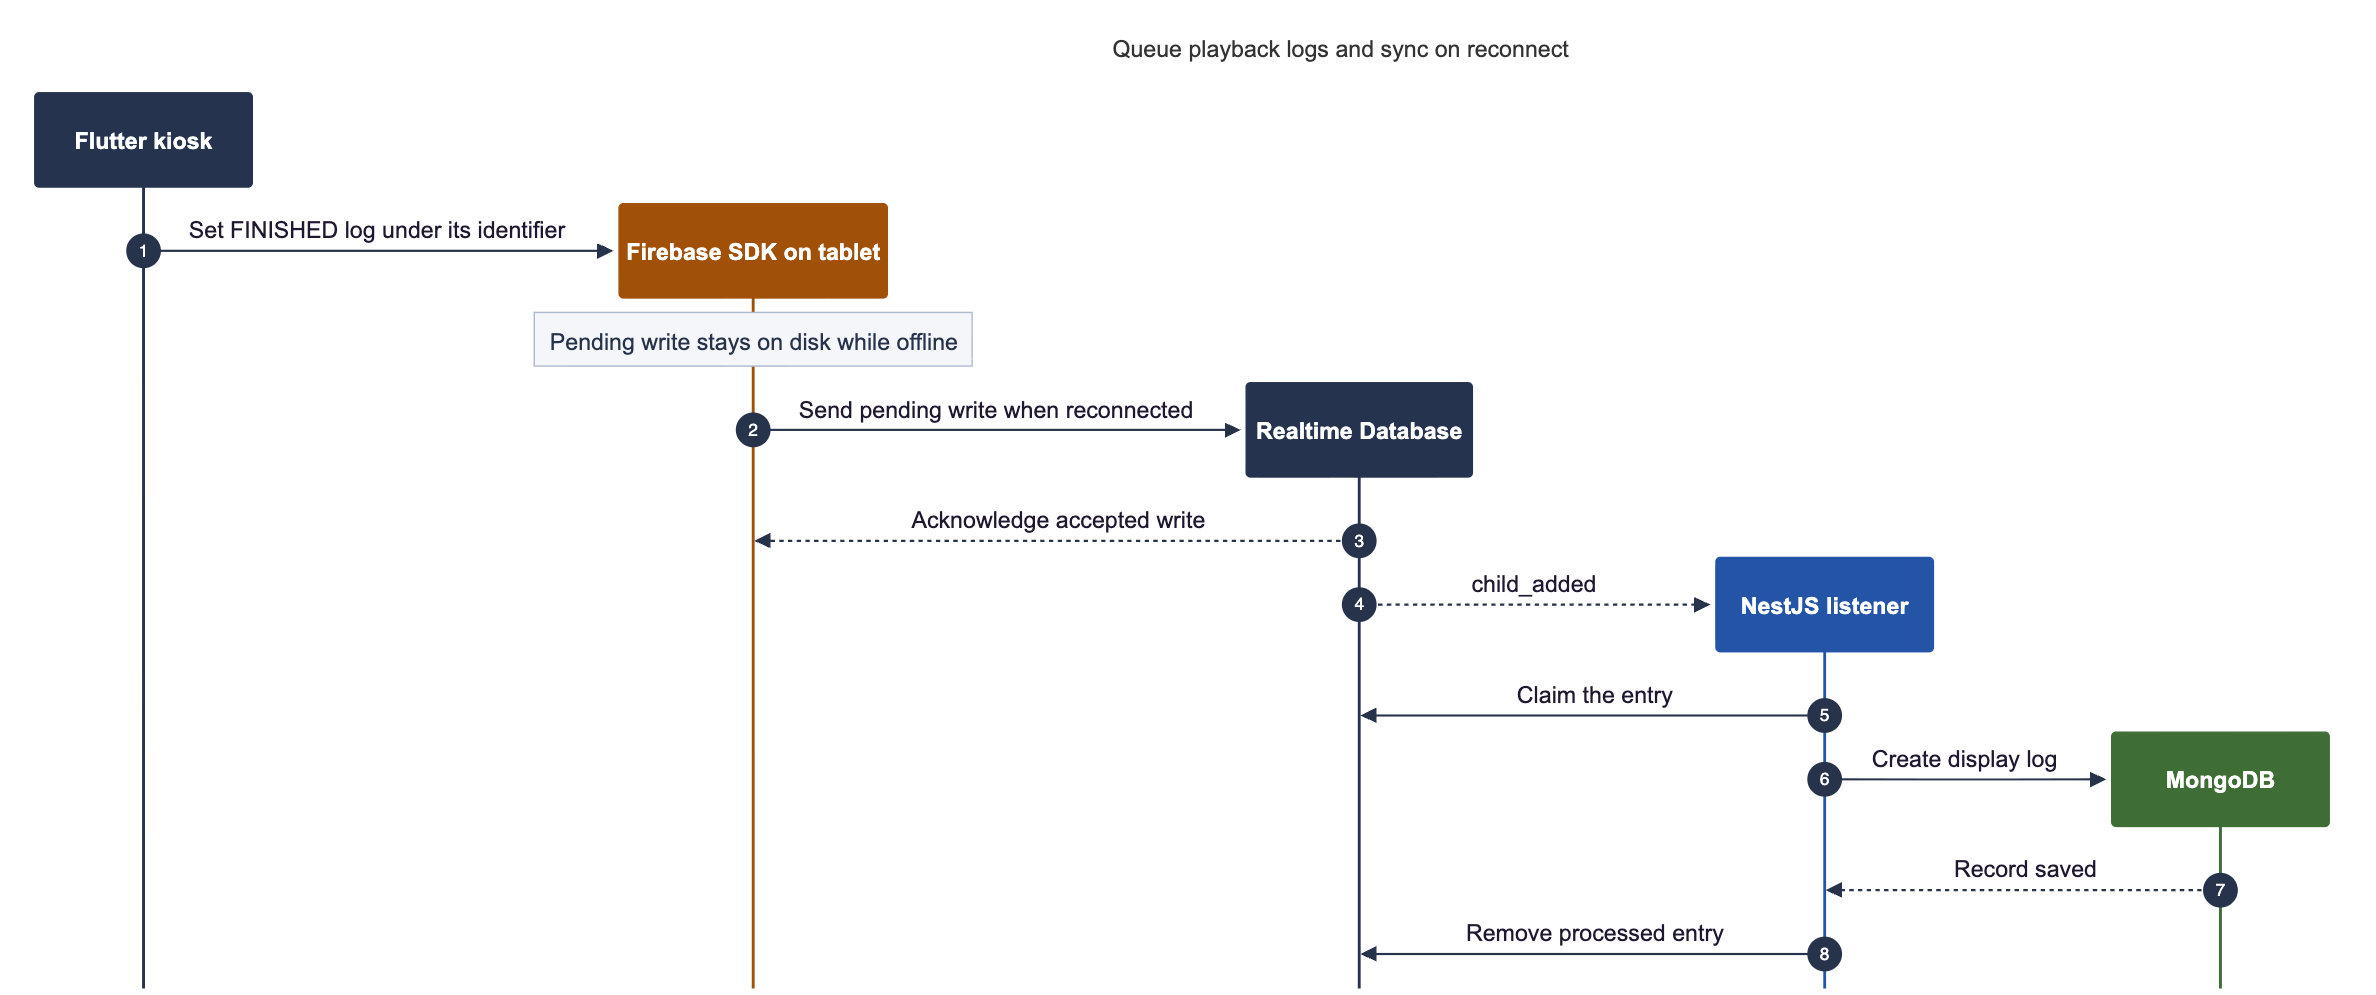 Queue playback logs and sync on reconnect
Flutter kiosk
Set FINISHED log under its identifier
1
Firebase SDK on tablet
Pending write stays on disk while offline
Send pending write when reconnected
2
Realtime Database
Acknowledge accepted write
3
child_added
4
NestJS listener
Claim the entry
5
Create display log
6
MongoDB
Record saved
7
Remove processed entry
8